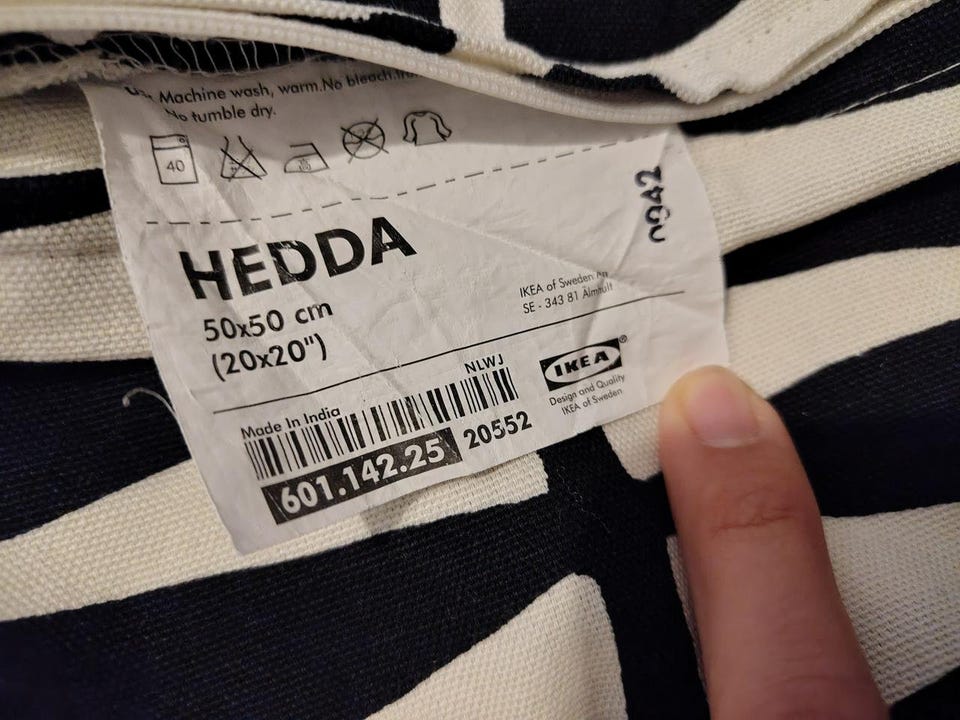 Machine wash, warm. No bleach.
No tumble dry.
40
HEDDA
50x50 cm
(20x20")
0942
IKEA of Sweden
SE - 343 81 Älmhult
Made in India
NLWJ
601.142.25
20552
IKEA®
Design and Quality
IKEA of Sweden